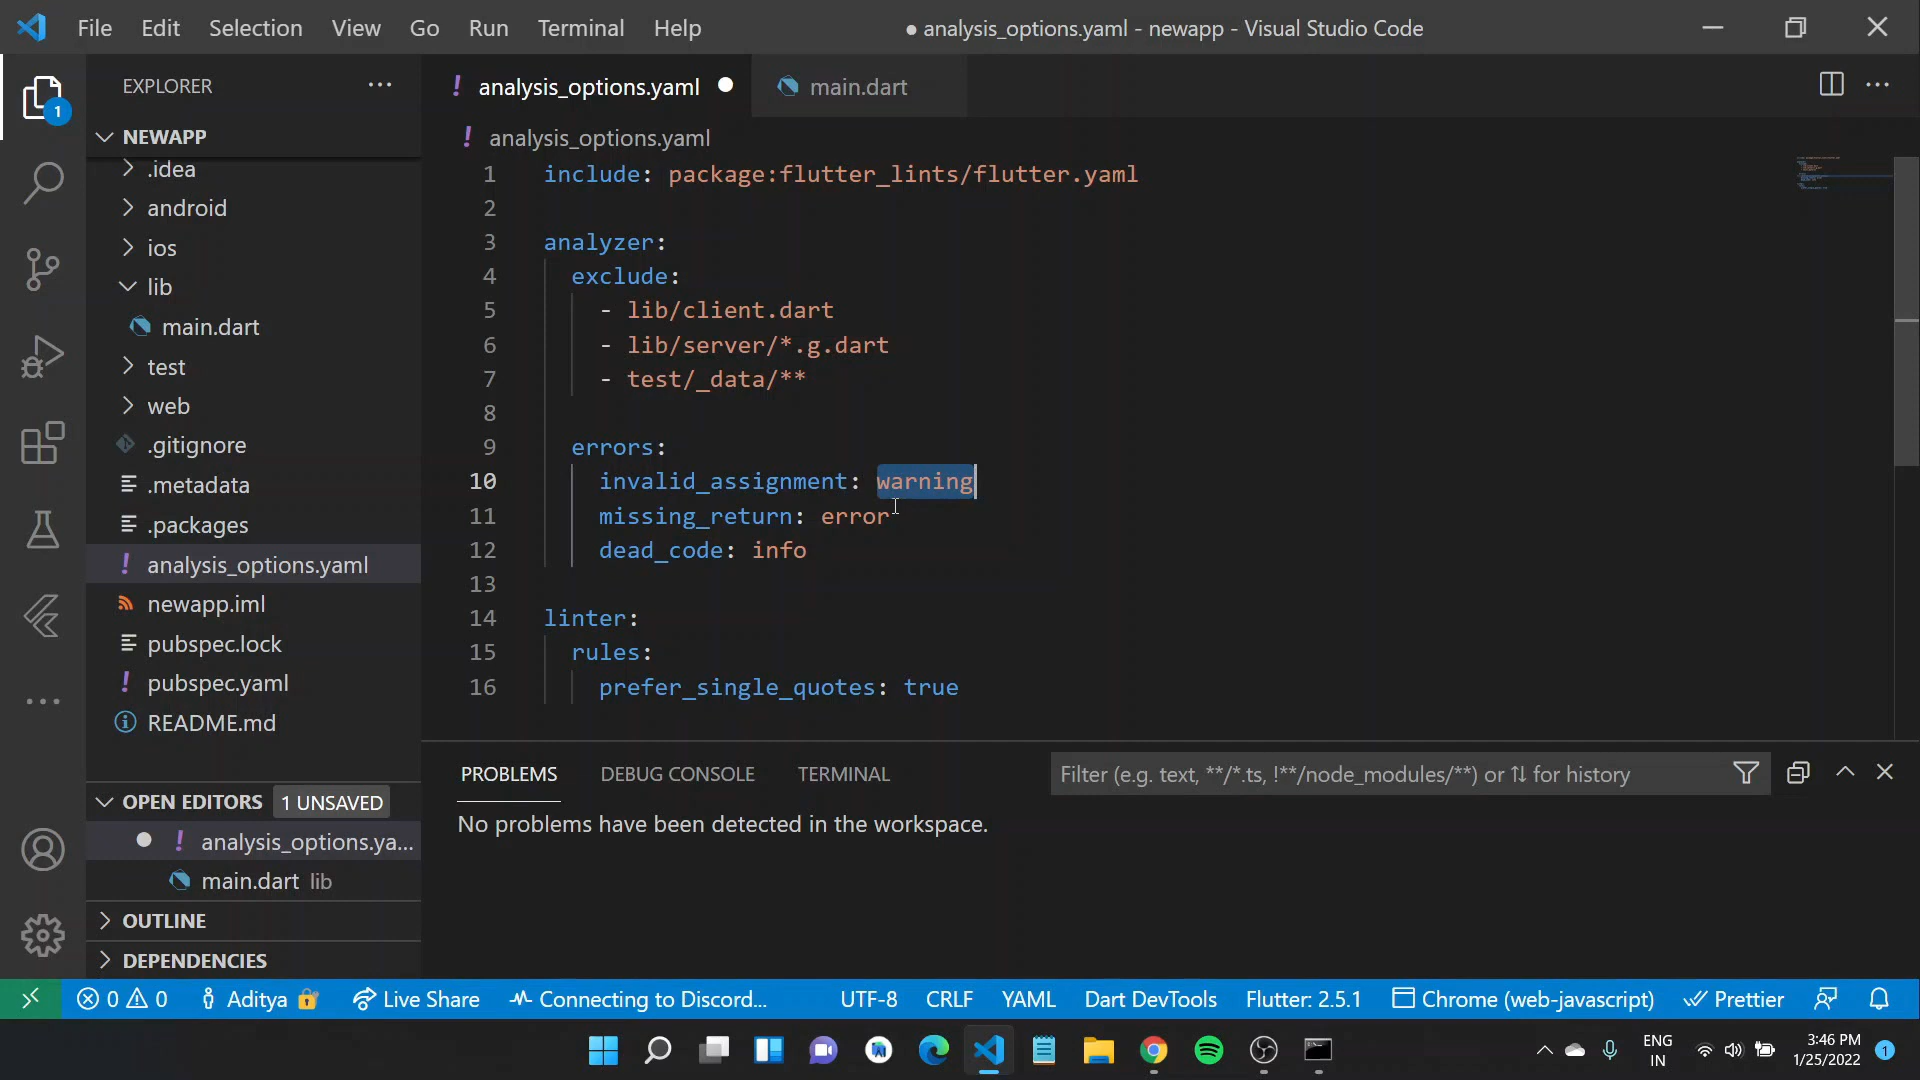 File Edit Selection View Go Run Terminal Help
● analysis_options.yaml - newapp - Visual Studio Code
EXPLORER
1
NEWAPP
.idea
android
ios
lib
main.dart
test
web
.gitignore
.metadata
.packages
analysis_options.yaml
newapp.iml
pubspec.lock
pubspec.yaml
README.md
OPEN EDITORS 1 UNSAVED
analysis_options.ya...
main.dart lib
OUTLINE
DEPENDENCIES
! analysis_options.yaml ●
main.dart
! analysis_options.yaml
1 include: package:flutter_lints/flutter.yaml
2
3 analyzer:
4 exclude:
5 - lib/client.dart
6 - lib/server/*.g.dart
7 - test/_data/**
8
9 errors:
10 invalid_assignment: warning
11 missing_return: error
12 dead_code: info
13
14 linter:
15 rules:
16 prefer_single_quotes: true
PROBLEMS DEBUG CONSOLE TERMINAL
Filter (e.g. text, **/*.ts, !**/node_modules/**) or ⇅ for history
No problems have been detected in the workspace.
0 0 Aditya Live Share Connecting to Discord... UTF-8 CRLF YAML Dart DevTools Flutter: 2.5.1 Chrome (web-javascript) Prettier
ENG
IN
3:46 PM
1/25/2022
1